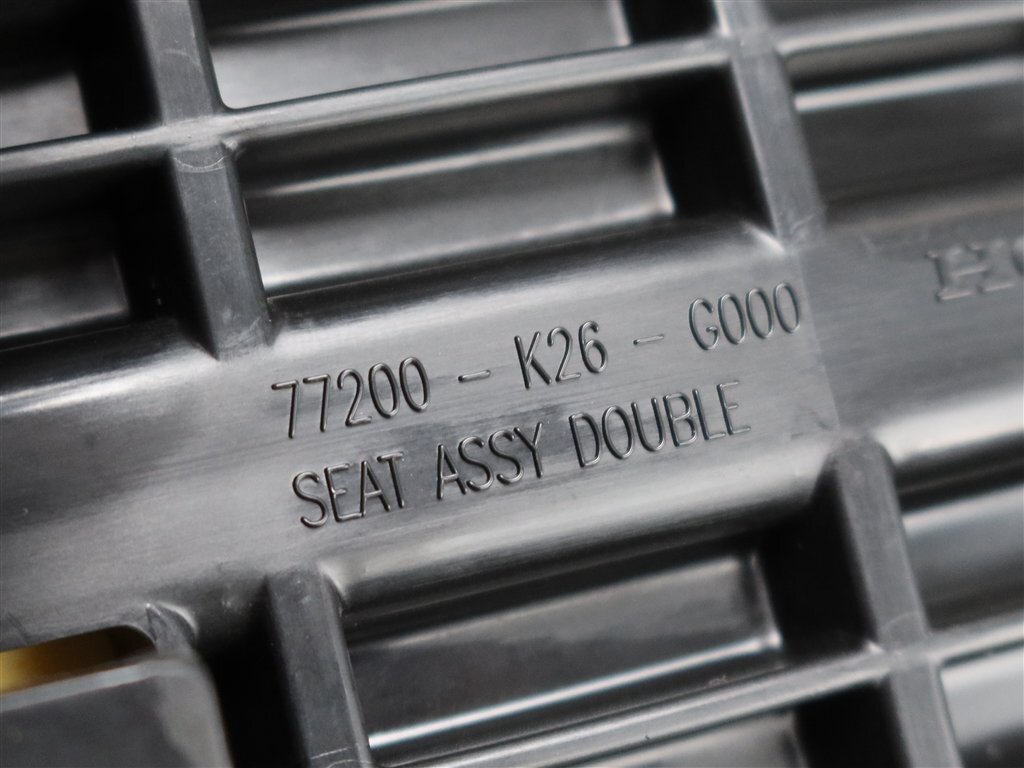 77200 - K26 - G000
SEAT ASSY DOUBLE